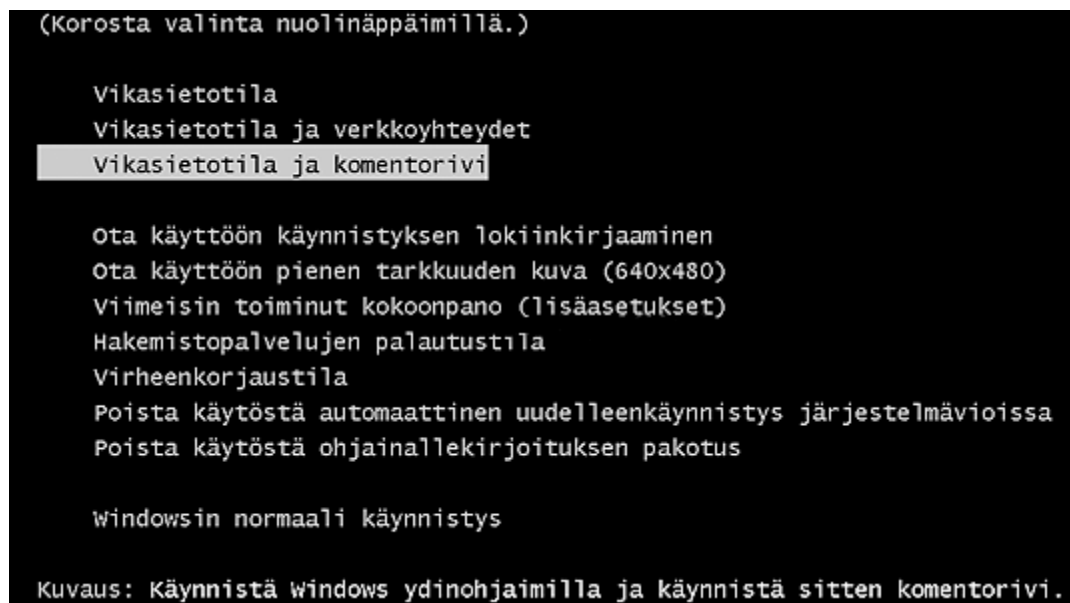 (Korosta valinta nuolinäppäimillä.)
Vikasietotila
Vikasietotila ja verkkoyhteydet
Vikasietotila ja komentorivi
Ota käyttöön käynnistyksen lokiinkirjaaminen
Ota käyttöön pienen tarkkuuden kuva (640x480)
Viimeisin toiminut kokoonpano (lisäasetukset)
Hakemistopalvelujen palautustila
Virheenkorjaustila
Poista käytöstä automaattinen uudelleenkäynnistys järjestelmävioissa
Poista käytöstä ohjainallekirjoituksen pakotus
Windowsin normaali käynnistys
Kuvaus: Käynnistä Windows ydinohjaimilla ja käynnistä sitten komentorivi.